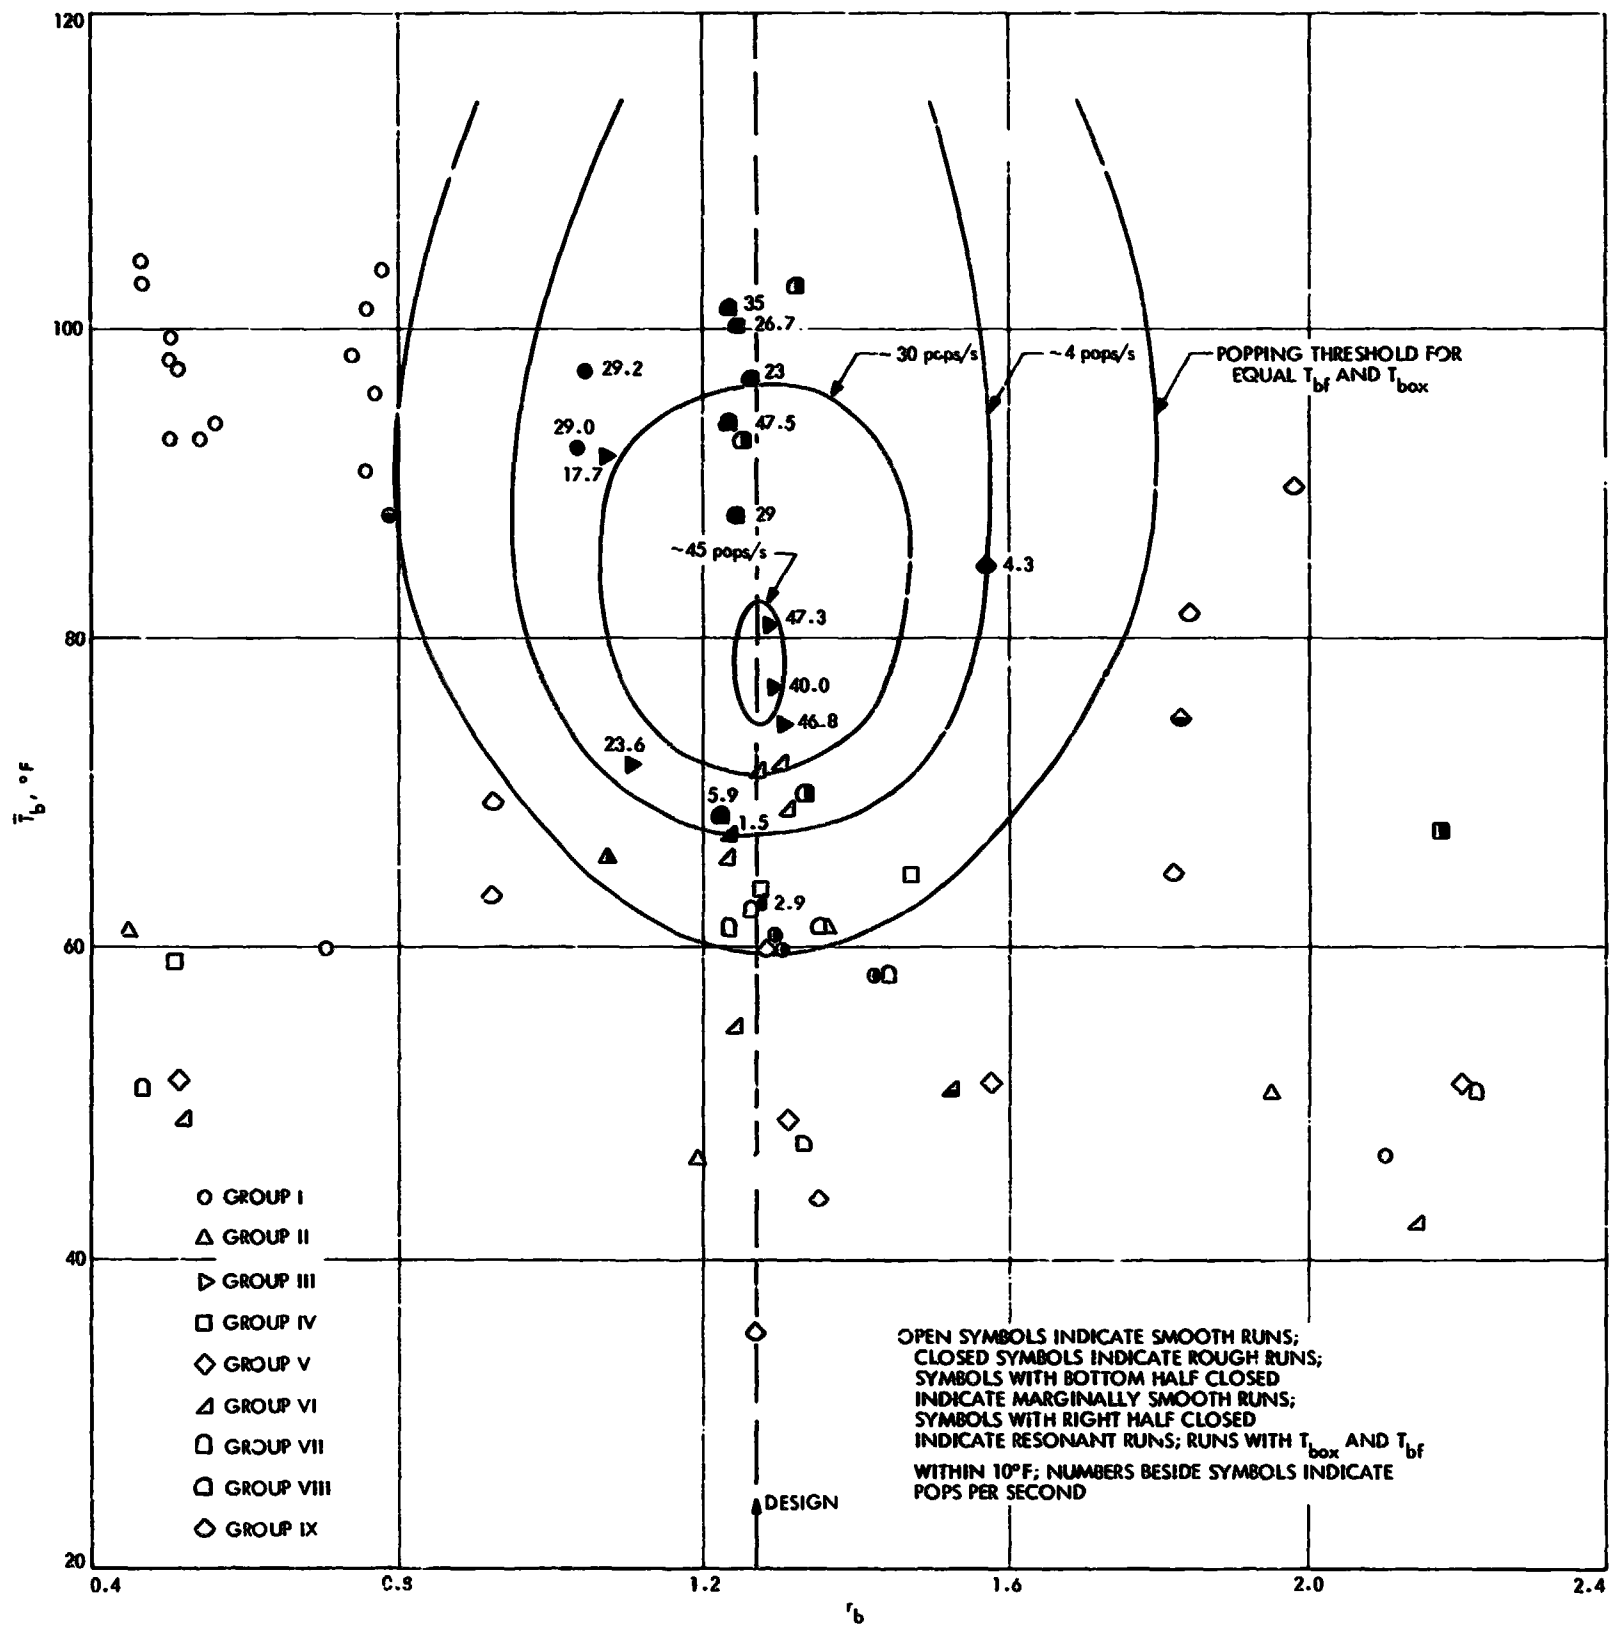 120
100
80
60
40
20
T̄b, °F
0.4
0.8
1.2
1.6
2.0
2.4
rb
35
26.7
23
29.2
47.5
29.0
17.7
29
30 pops/s
~4 pops/s
POPPING THRESHOLD FOR
EQUAL Tbf AND Tbox
~45 pops/s
4.3
47.3
40.0
46.8
23.6
5.9
1.5
2.9
GROUP I
GROUP II
GROUP III
GROUP IV
GROUP V
GROUP VI
GROUP VII
GROUP VIII
GROUP IX
DESIGN
OPEN SYMBOLS INDICATE SMOOTH RUNS;
CLOSED SYMBOLS INDICATE ROUGH RUNS;
SYMBOLS WITH BOTTOM HALF CLOSED
INDICATE MARGINALLY SMOOTH RUNS;
SYMBOLS WITH RIGHT HALF CLOSED
INDICATE RESONANT RUNS; RUNS WITH Tbox AND Tbf
WITHIN 10°F; NUMBERS BESIDE SYMBOLS INDICATE
POPS PER SECOND